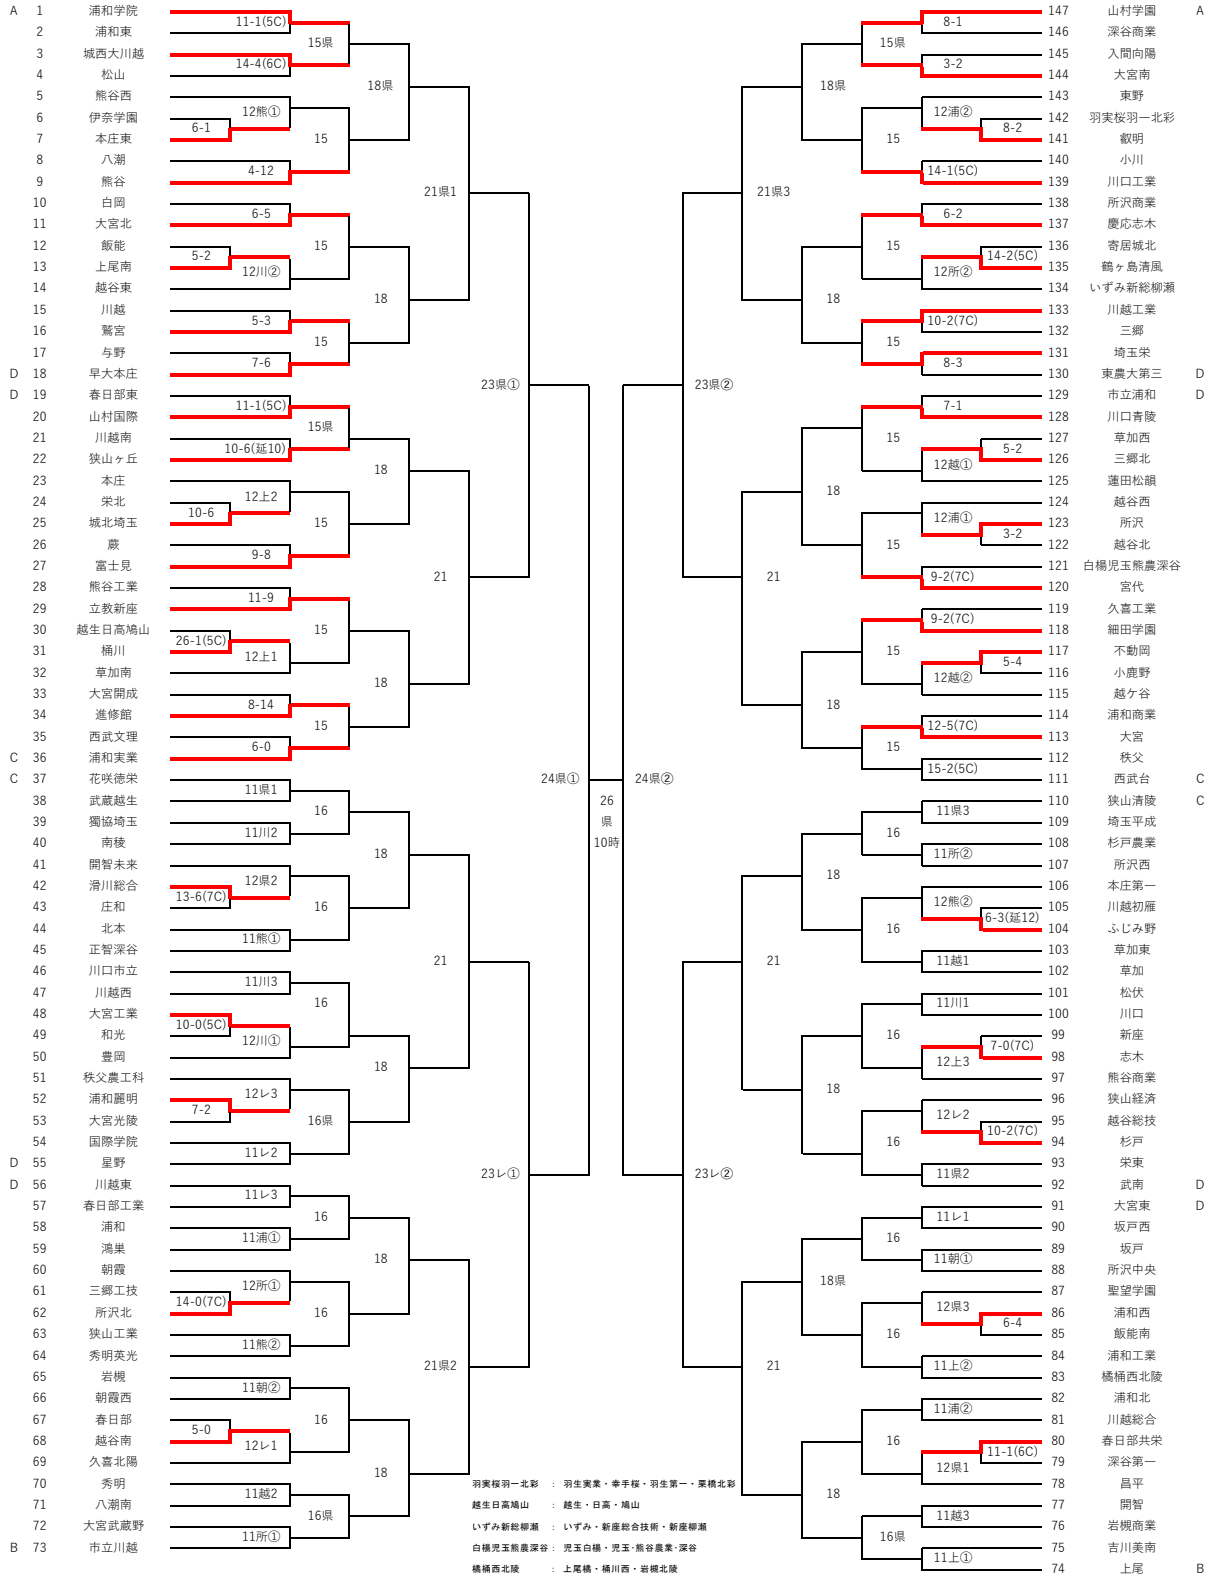 A 1 浦和学院
2 浦和東
3 城西大川越
4 松山
5 熊谷西
6 伊奈学園
7 本庄東
8 八潮
9 熊谷
10 白岡
11 大宮北
12 飯能
13 上尾南
14 越谷東
15 川越
16 鷲宮
17 与野
D 18 早大本庄
D 19 春日部東
20 山村国際
21 川越南
22 狭山ヶ丘
23 本庄
24 栄北
25 城北埼玉
26 蕨
27 富士見
28 熊谷工業
29 立教新座
30 越生日高鳩山
31 桶川
32 草加南
33 大宮開成
34 進修館
35 西武文理
C 36 浦和実業
C 37 花咲徳栄
38 武蔵越生
39 獨協埼玉
40 南稜
41 開智未来
42 滑川総合
43 庄和
44 北本
45 正智深谷
46 川口市立
47 川越西
48 大宮工業
49 和光
50 豊岡
51 秩父農工科
52 浦和麗明
53 大宮光陵
54 国際学院
D 55 星野
D 56 川越東
57 春日部工業
58 浦和
59 鴻巣
60 朝霞
61 三郷工技
62 所沢北
63 狭山工業
64 秀明英光
65 岩槻
66 朝霞西
67 春日部
68 越谷南
69 久喜北陽
70 秀明
71 八潮南
72 大宮武蔵野
B 73 市立川越
11-1(5C)
14-4(6C)
12熊①
6-1
4-12
6-5
5-2
12川②
5-3
7-6
11-1(5C)
10-6(延10)
12上2
10-6
9-8
11-9
26-1(5C)
12上1
8-14
6-0
11県1
11川2
12県2
13-6(7C)
11熊①
11川3
10-0(5C)
12川①
12レ3
7-2
11レ2
11レ3
11浦①
12所①
14-0(7C)
11熊②
11朝②
5-0
12レ1
11越2
11所①
15県
15
15
15
15県
15
15
15
16
16
16
16県
16
16
16
16県
18県
18
18
18
18
18
18
18
21県1
21
21
21県2
23県①
23レ①
24県①
26
県
10時
24県②
23県②
23レ②
21県3
21
21
21
18県
18
18
18
18
18
18県
18
15県
15
15
15
15
15
15
15
16
16
16
16
16
16
16
16県
8-1
3-2
12浦②
8-2
14-1(5C)
6-2
14-2(5C)
12所②
10-2(7C)
8-3
7-1
5-2
12越①
12浦①
3-2
9-2(7C)
9-2(7C)
5-4
12越②
12-5(7C)
15-2(5C)
11県3
11所②
12熊②
6-3(延12)
11越1
11川1
7-0(7C)
12上3
12レ2
10-2(7C)
11県2
11レ1
11朝①
12県3
6-4
11上②
11浦②
11-1(6C)
12県1
11越3
11上①
147 山村学園 A
146 深谷商業
145 入間向陽
144 大宮南
143 東野
142 羽実桜羽一北彩
141 叡明
140 小川
139 川口工業
138 所沢商業
137 慶応志木
136 寄居城北
135 鶴ヶ島清風
134 いずみ新総柳瀬
133 川越工業
132 三郷
131 埼玉栄
130 東農大第三 D
129 市立浦和 D
128 川口青陵
127 草加西
126 三郷北
125 蓮田松韻
124 越谷西
123 所沢
122 越谷北
121 白楊児玉熊農深谷
120 宮代
119 久喜工業
118 細田学園
117 不動岡
116 小鹿野
115 越ケ谷
114 浦和商業
113 大宮
112 秩父
111 西武台 C
110 狭山清陵 C
109 埼玉平成
108 杉戸農業
107 所沢西
106 本庄第一
105 川越初雁
104 ふじみ野
103 草加東
102 草加
101 松伏
100 川口
99 新座
98 志木
97 熊谷商業
96 狭山経済
95 越谷総技
94 杉戸
93 栄東
92 武南 D
91 大宮東 D
90 坂戸西
89 坂戸
88 所沢中央
87 聖望学園
86 浦和西
85 飯能南
84 浦和工業
83 橘桶西北陵
82 浦和北
81 川越総合
80 春日部共栄
79 深谷第一
78 昌平
77 開智
76 岩槻商業
75 吉川美南
74 上尾 B
羽実桜羽一北彩 : 羽生実業・幸手桜・羽生第一・栗橋北彩
越生日高鳩山 : 越生・日高・鳩山
いずみ新総柳瀬 : いずみ・新座総合技術・新座柳瀬
白楊児玉熊農深谷 : 児玉白楊・児玉・熊谷農業・深谷
橘桶西北陵 : 上尾橘・桶川西・岩槻北陵